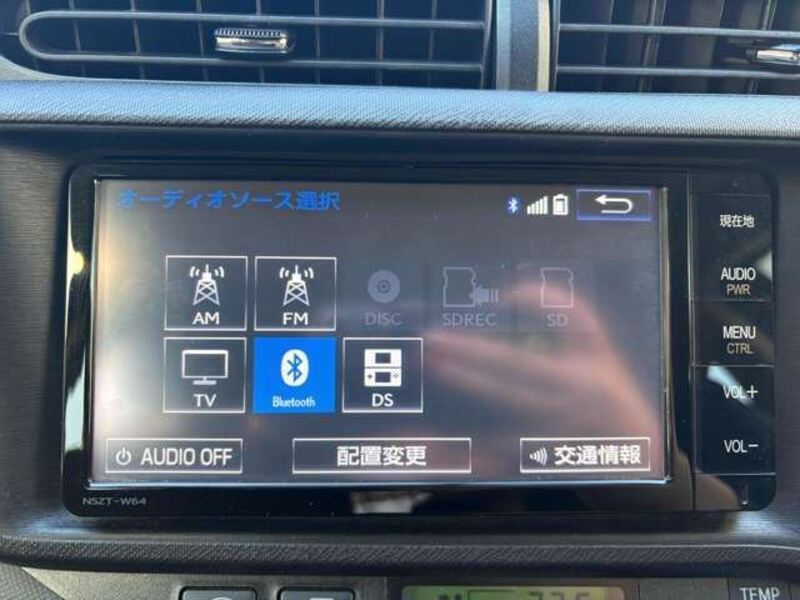 オーディオソース選択
現在地
AM
FM
DISC
SDREC
SD
AUDIO
PWR
TV
Bluetooth
DS
MENU
CTRL
VOL+
AUDIO OFF
配置変更
交通情報
VOL−
NSZT-W64
TEMP